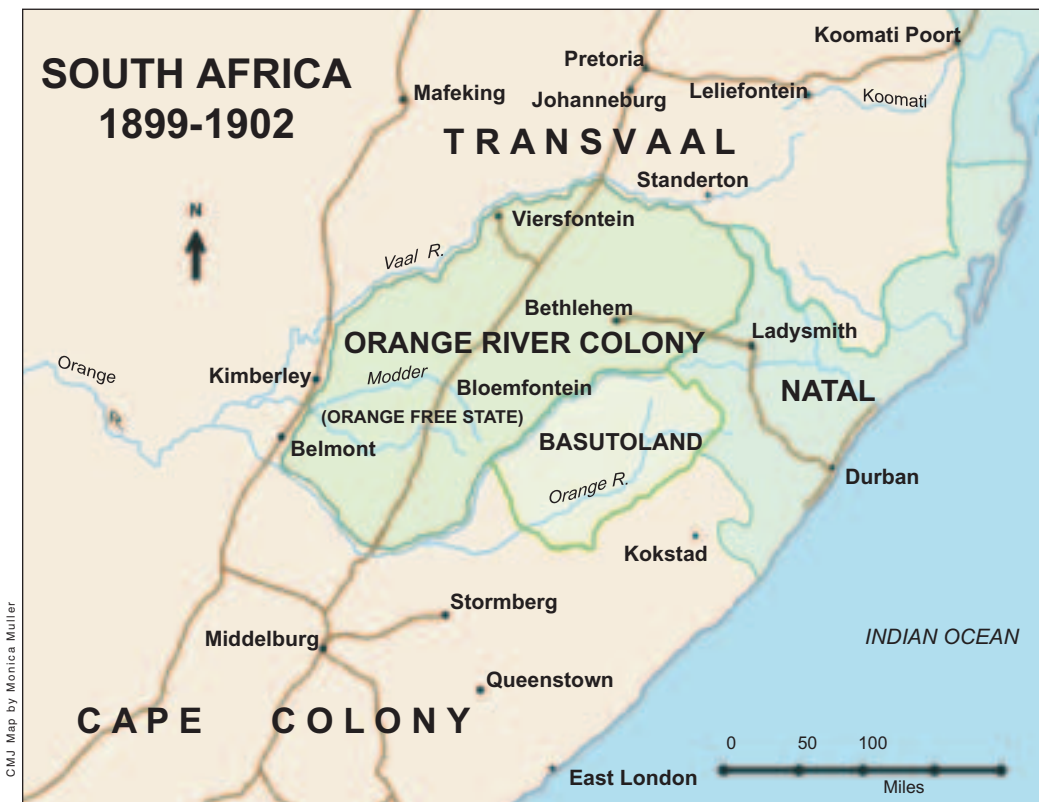 SOUTH AFRICA
1899-1902
Koomati Poort
Pretoria
Mafeking
Johanneburg
Leliefontein
Koomati
TRANSVAAL
Standerton
N
Viersfontein
Vaal R.
Bethlehem
Ladysmith
ORANGE RIVER COLONY
Orange
R.
Kimberley
Modder
Bloemfontein
NATAL
(ORANGE FREE STATE)
BASUTOLAND
Belmont
Orange R.
Durban
Kokstad
Stormberg
Middelburg
INDIAN OCEAN
Queenstown
CAPE COLONY
East London
0 50 100
Miles
CMJ Map by Monica Muller